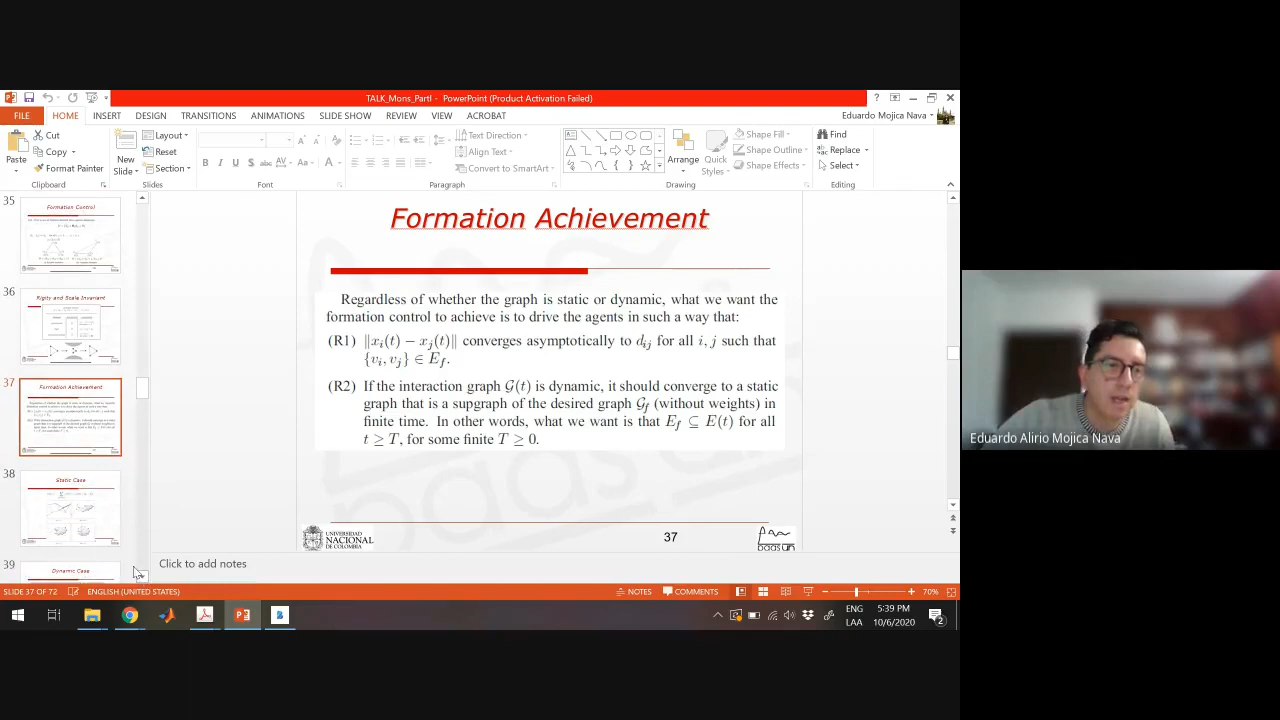 TALK_Mons_PartI - PowerPoint (Product Activation Failed)
FILE HOME INSERT DESIGN TRANSITIONS ANIMATIONS SLIDE SHOW REVIEW VIEW ACROBAT Eduardo Mojica Nava
Paste
Cut
Copy
Format Painter
Clipboard
New
Slide
Layout
Reset
Section
Slides
B I U S abc AV Aa A
Font
Text Direction
Align Text
Convert to SmartArt
Paragraph
Arrange
Quick
Styles
Shape Fill
Shape Outline
Shape Effects
Drawing
Find
Replace
Select
Editing
35
Formation Control
36
Rigity and Scale Invariant
37
Formation Achievement
38
Static Case
39
Dynamic Case
Formation Achievement
Regardless of whether the graph is static or dynamic, what we want the
formation control to achieve is to drive the agents in such a way that:
(R1) ‖x_i(t) − x_j(t)‖ converges asymptotically to d_ij for all i, j such that
{v_i, v_j} ∈ E_f.
(R2) If the interaction graph G(t) is dynamic, it should converge to a static
graph that is a supgraph of the desired graph G_f (without weights) in
finite time. In other words, what we want is that E_f ⊆ E(t) for all
t ≥ T, for some finite T ≥ 0.
UNIVERSIDAD
NACIONAL
DE COLOMBIA
37
paas un
Click to add notes
SLIDE 37 OF 72 ENGLISH (UNITED STATES) NOTES COMMENTS 70%
ENG
LAA
5:39 PM
10/6/2020
2
Eduardo Alirio Mojica Nava